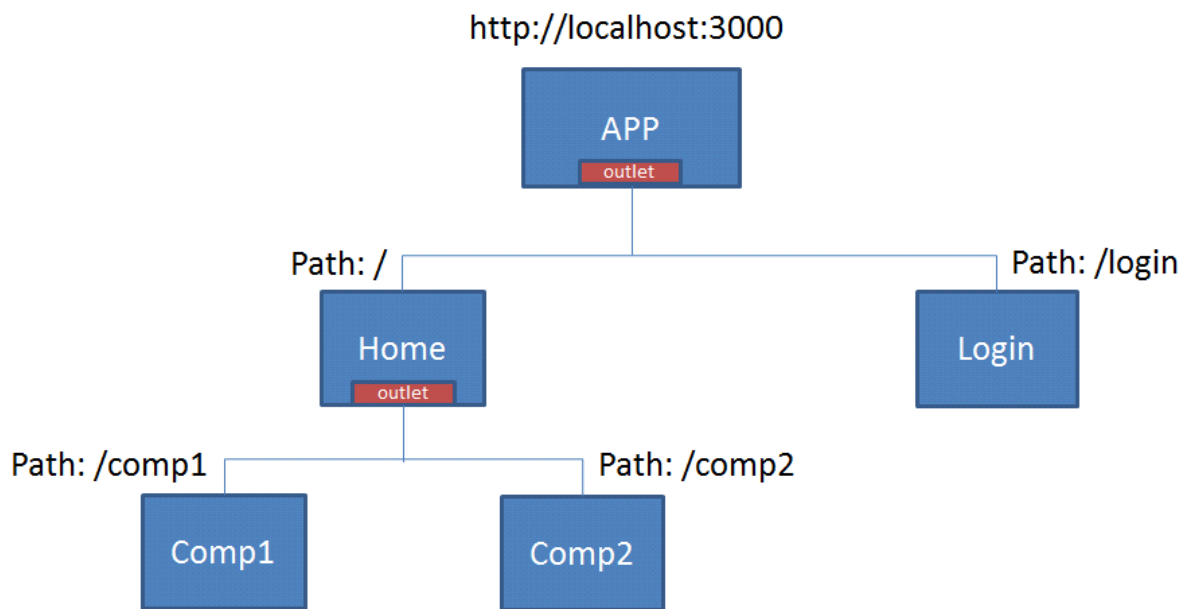 http://localhost:3000
APP
outlet
Path: /
Path: /login
Home
outlet
Login
Path: /comp1
Path: /comp2
Comp1
Comp2